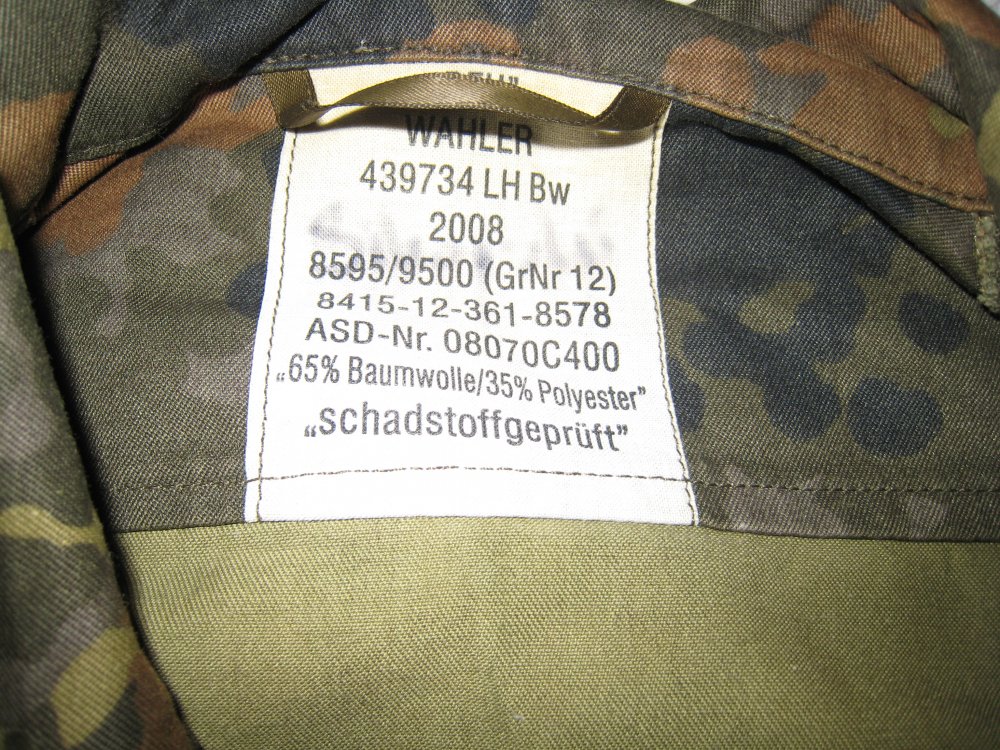 WAHLER
439734 LH Bw
2008
8595/9500 (GrNr 12)
8415-12-361-8578
ASD-Nr. 08070C400
„65% Baumwolle/35% Polyester”
„schadstoffgeprüft”